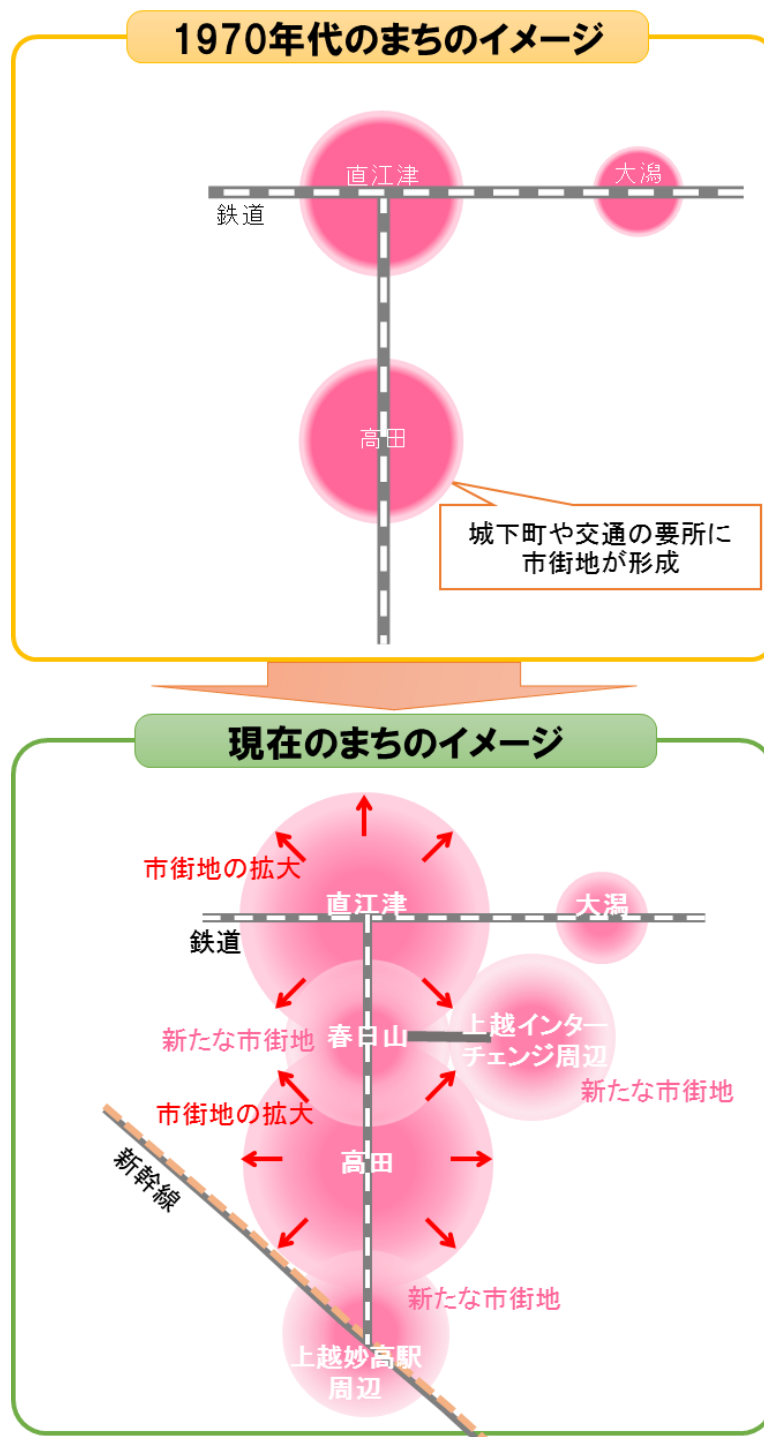 1970年代のまちのイメージ
直江津
大潟
鉄道
高田
城下町や交通の要所に
市街地が形成
現在のまちのイメージ
市街地の拡大
直江津
大潟
鉄道
新たな市街地
春日山
上越インター
チェンジ周辺
新たな市街地
市街地の拡大
高田
新幹線
新たな市街地
上越妙高駅
周辺